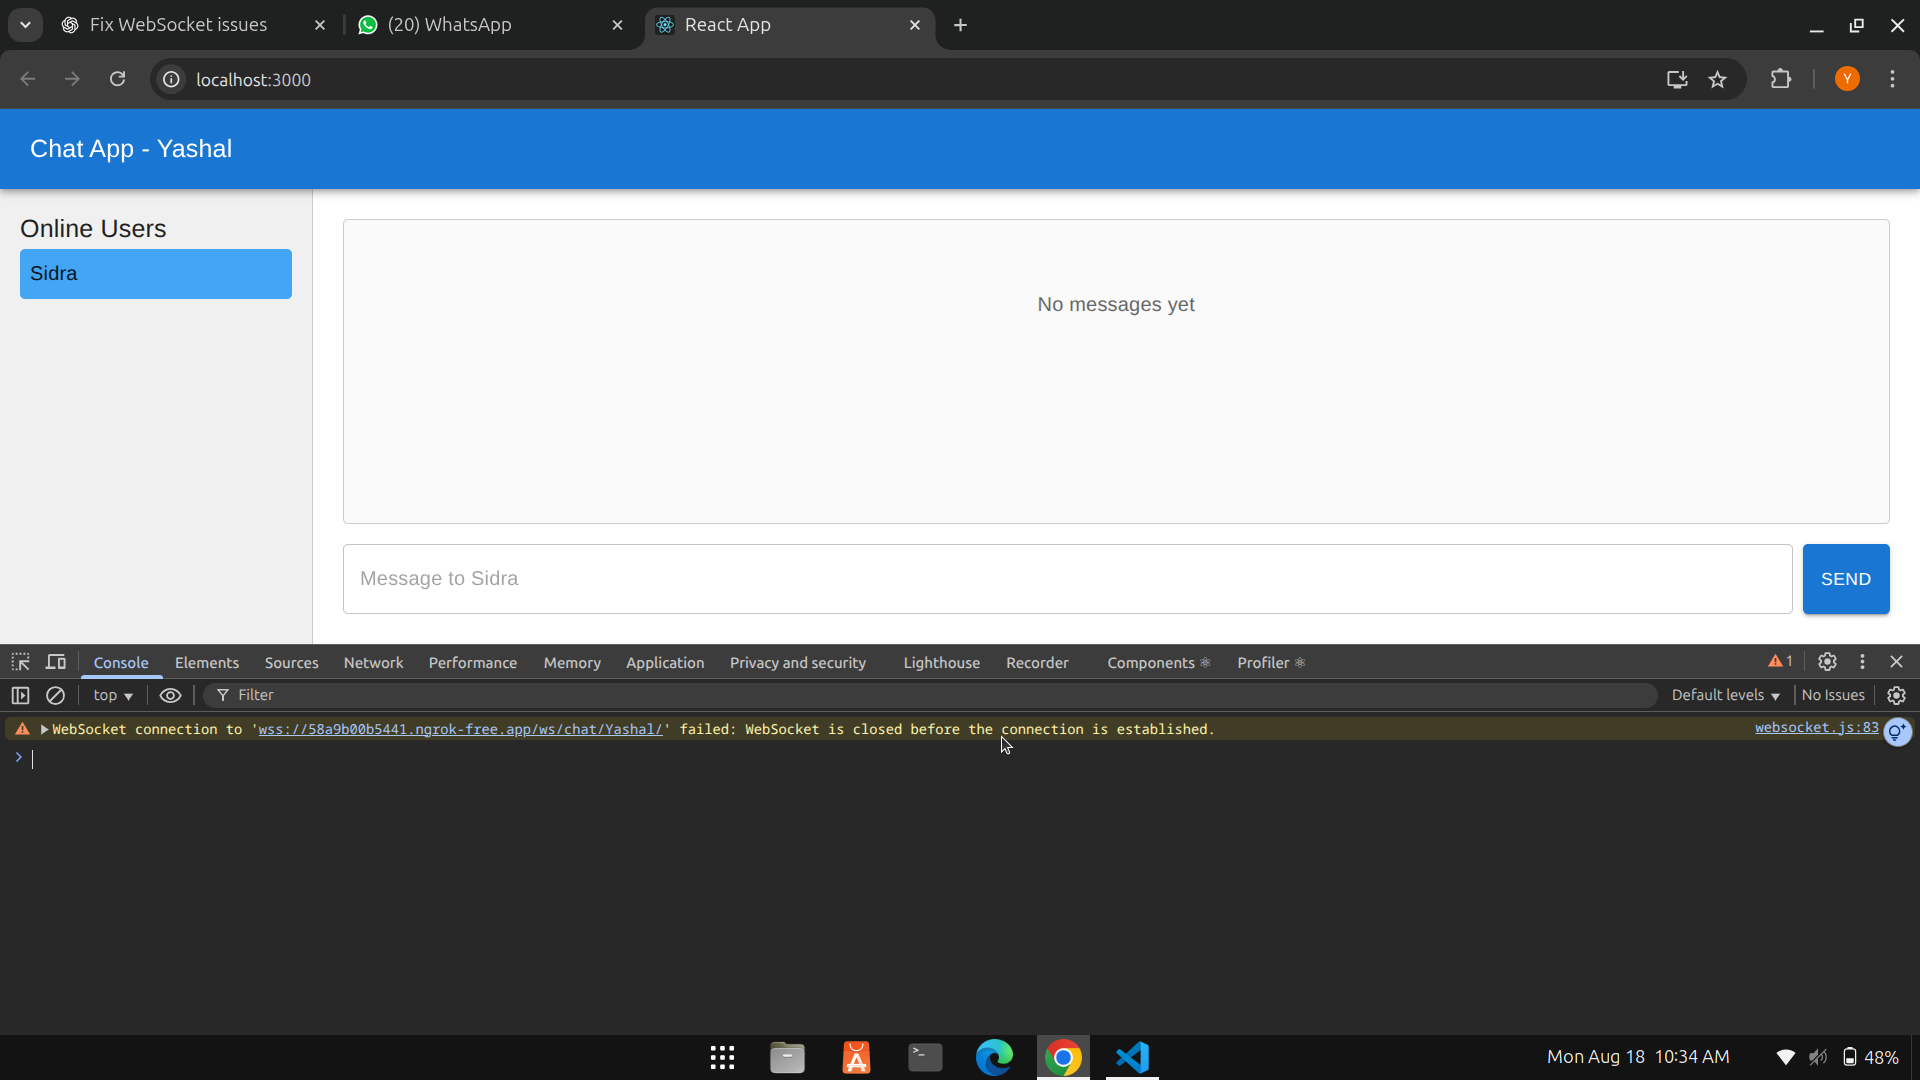 Fix WebSocket issues
(20) WhatsApp
React App
localhost:3000
Y
Chat App - Yashal
Online Users
Sidra
No messages yet
Message to Sidra
SEND
Console Elements Sources Network Performance Memory Application Privacy and security Lighthouse Recorder Components Profiler
1
top
Filter
Default levels
No Issues
WebSocket connection to 'wss://58a9b00b5441.ngrok-free.app/ws/chat/Yashal/' failed: WebSocket is closed before the connection is established.
websocket.js:83
Mon Aug 18 10:34 AM
48%